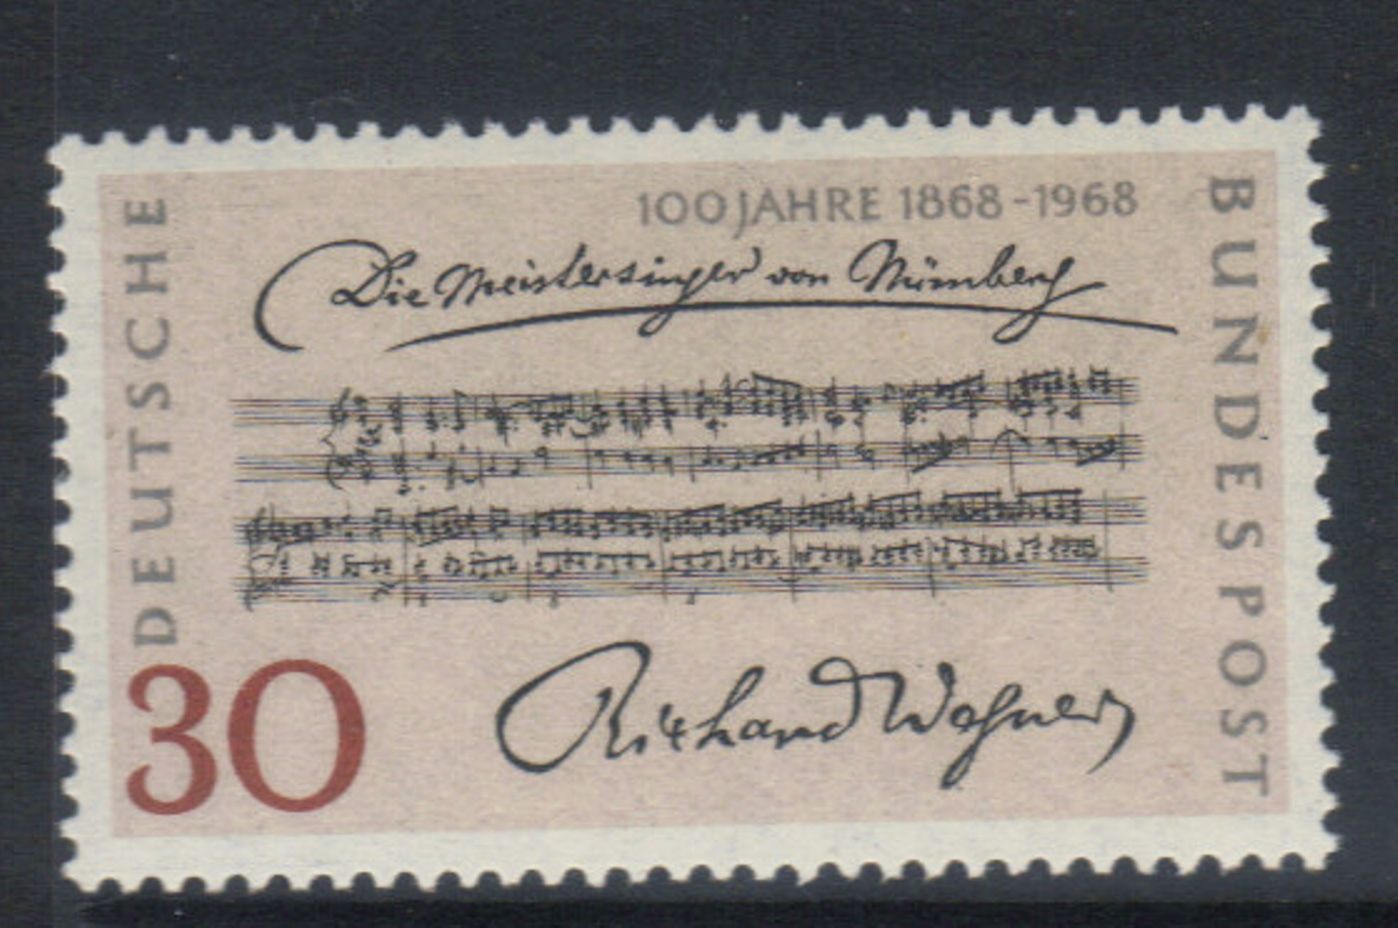 100 JAHRE 1868-1968
Die Meistersinger von Nürnberg
DEUTSCHE
BUNDESPOST
30
Richard Wagner